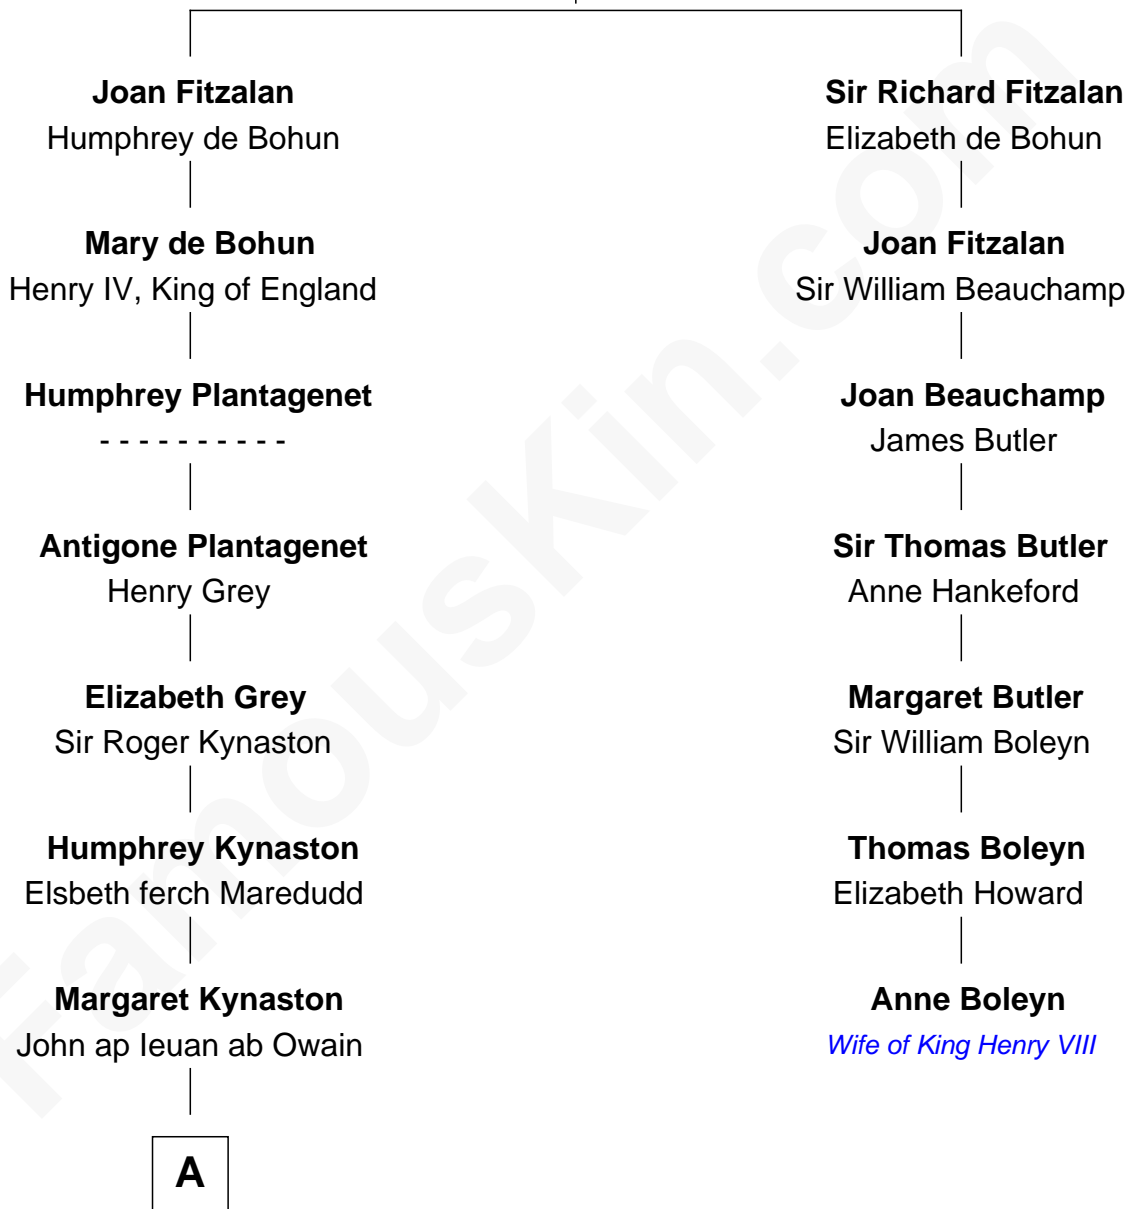 Joan Fitzalan
Humphrey de Bohun
Mary de Bohun
Henry IV, King of England
Humphrey Plantagenet
- - - - - - - - - -
Antigone Plantagenet
Henry Grey
Elizabeth Grey
Sir Roger Kynaston
Humphrey Kynaston
Elsbeth ferch Maredudd
Margaret Kynaston
John ap Ieuan ab Owain
A
Sir Richard Fitzalan
Elizabeth de Bohun
Joan Fitzalan
Sir William Beauchamp
Joan Beauchamp
James Butler
Sir Thomas Butler
Anne Hankeford
Margaret Butler
Sir William Boleyn
Thomas Boleyn
Elizabeth Howard
Anne Boleyn
Wife of King Henry VIII
FamousKin.com